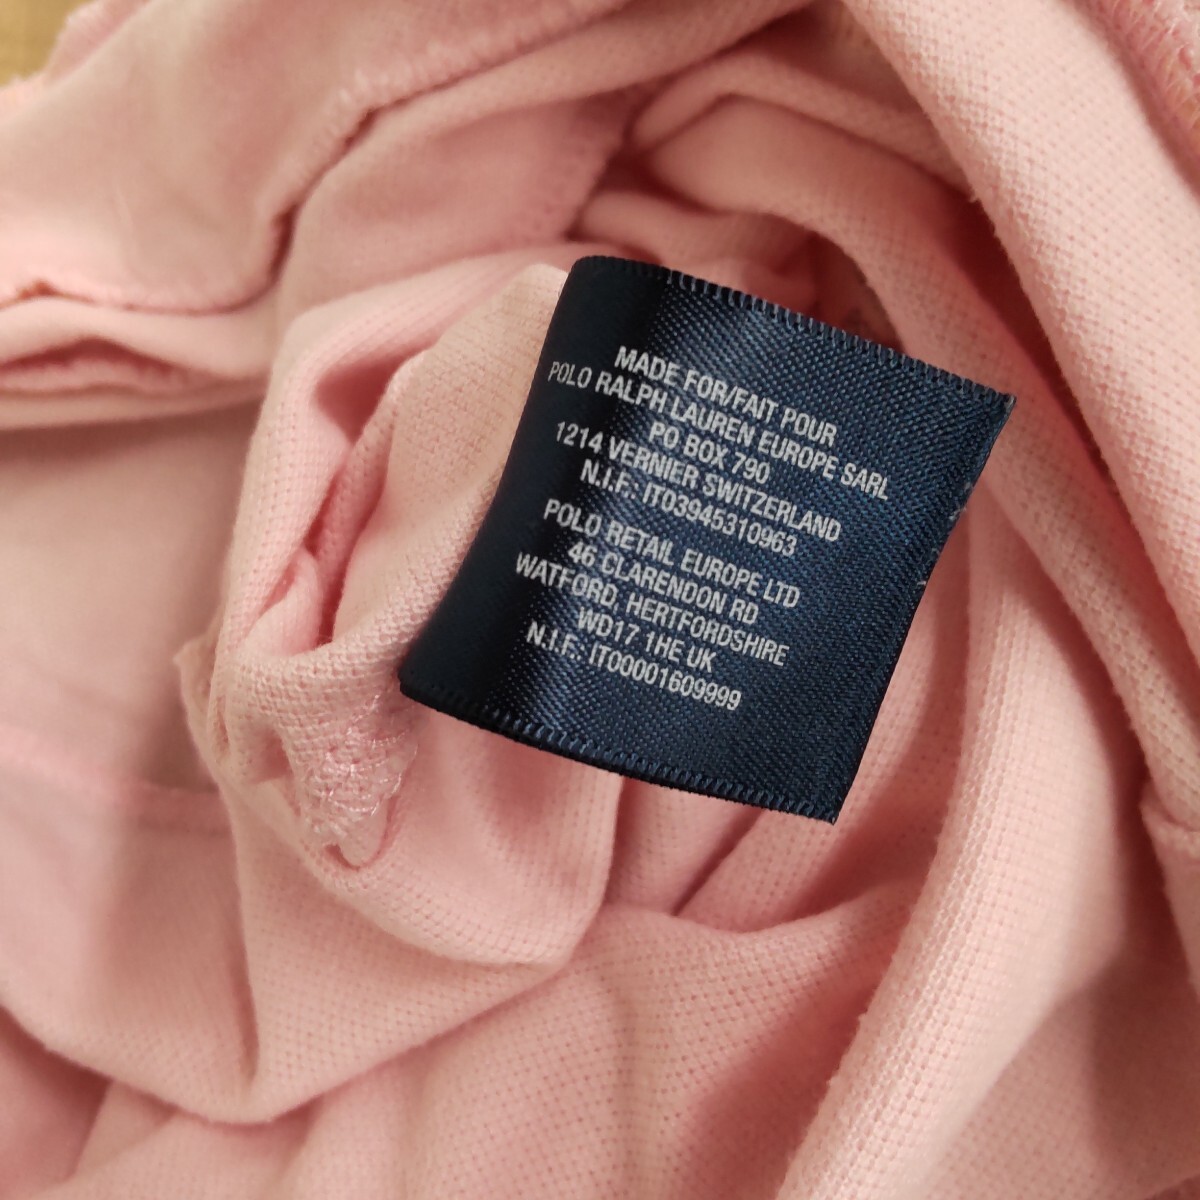 MADE FOR/FAIT POUR
POLO RALPH LAUREN EUROPE SARL
PO BOX 790
1214 VERNIER SWITZERLAND
N.I.F.: IT03945310963
POLO RETAIL EUROPE LTD
46 CLARENDON RD
WATFORD, HERTFORDSHIRE
WD17 1HE UK
N.I.F.: IT00001609999